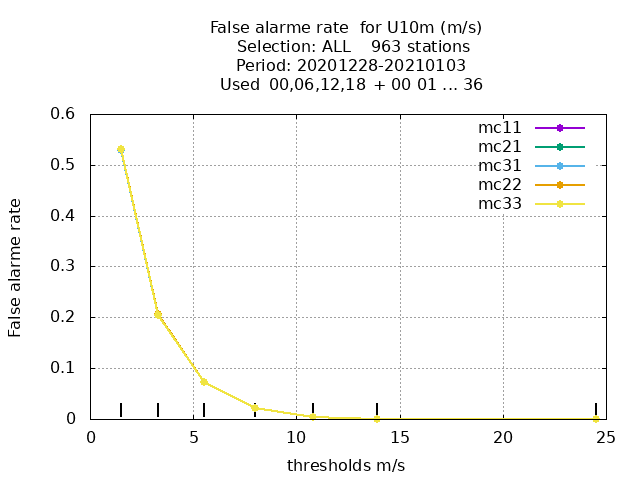 False alarme rate  for U10m (m/s)
Selection: ALL    963 stations
Period: 20201228-20210103
Used  00,06,12,18  + 00 01 ... 36
mc11
mc21
mc31
mc22
mc33
False alarme rate
0.6
0.5
0.4
0.3
0.2
0.1
0
0 5 10 15 20 25
thresholds m/s